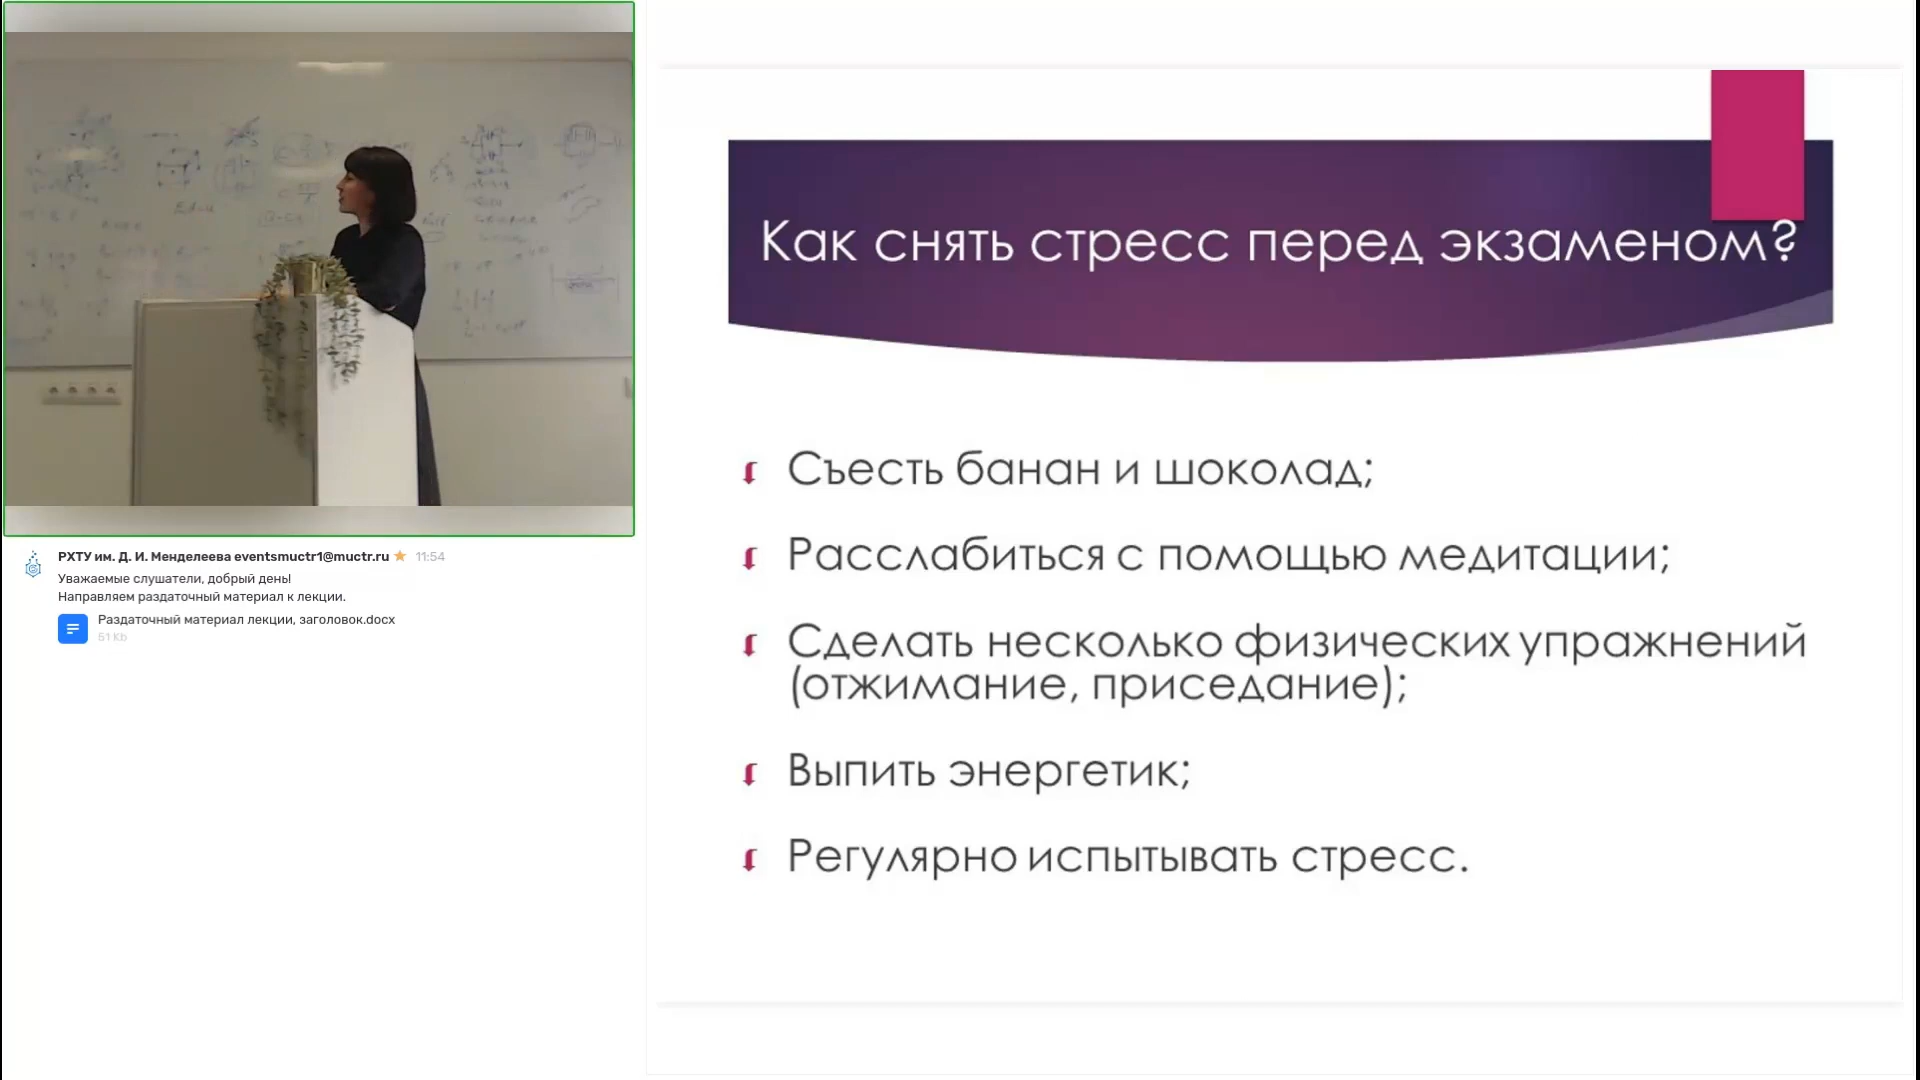 РХТУ им. Д. И. Менделеева eventsmuctr1@muctr.ru 11:54
Уважаемые слушатели, добрый день!
Направляем раздаточный материал к лекции.
Раздаточный материал лекции, заголовок.docx
51 Kb
Как снять стресс перед экзаменом?
Съесть банан и шоколад;
Расслабиться с помощью медитации;
Сделать несколько физических упражнений
(отжимание, приседание);
Выпить энергетик;
Регулярно испытывать стресс.